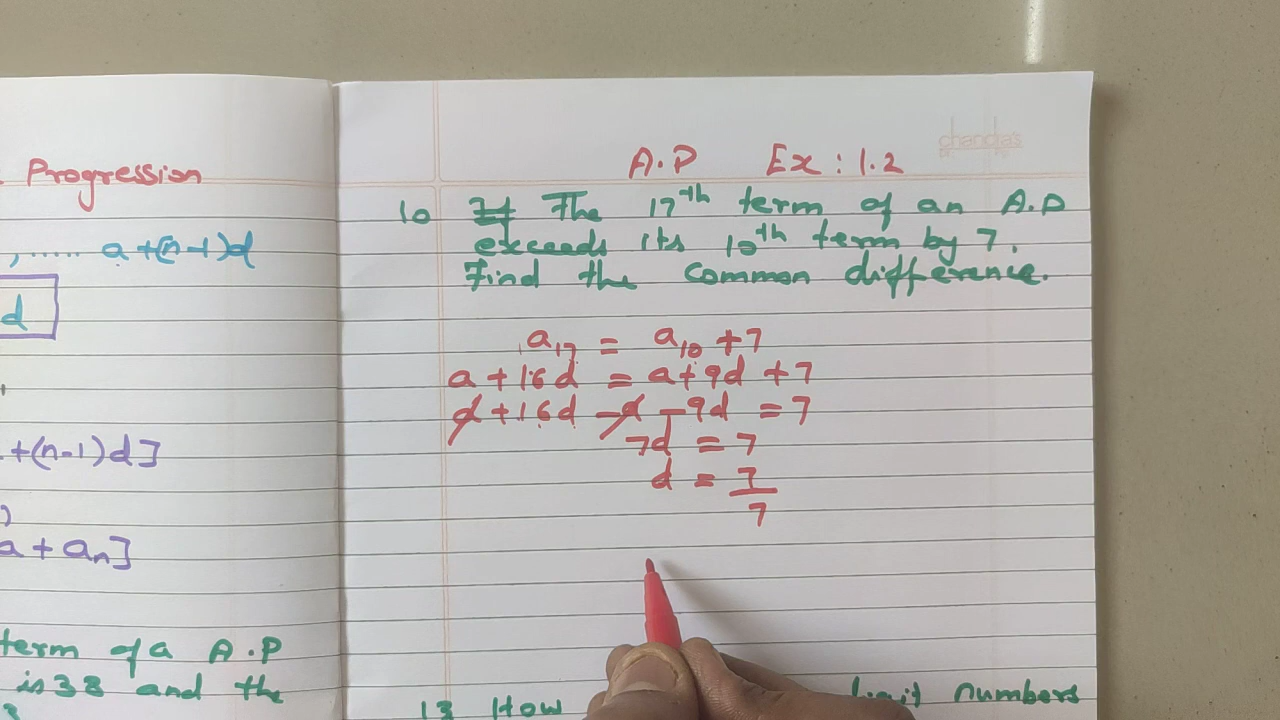 Progression
,..... a+(n-1)d
d
+(n-1)d]
a + an]
term of a A.P
is 38 and the
chandra's
A.P Ex : 1.2
10 If The 17th term of an A.P
exceeds its 10th term by 7.
Find the common difference.
a17 = a10 + 7
a + 16d = a + 9d + 7
a + 16d - a - 9d = 7
7d = 7
d = 7
7
13 How digit numbers